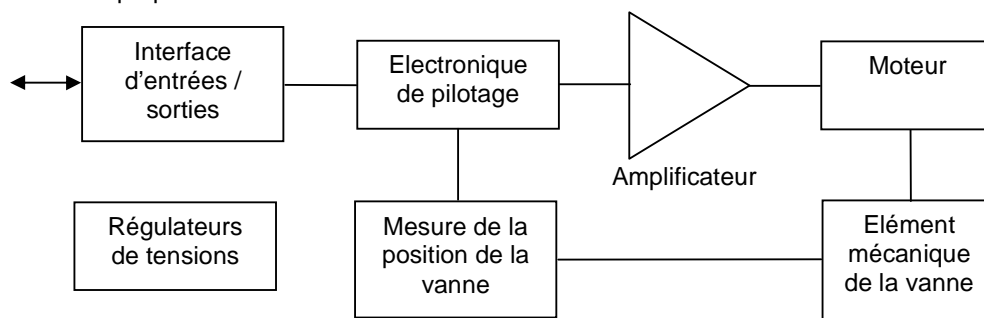 Interface
d'entrées /
sorties
Electronique
de pilotage
Moteur
Amplificateur
Régulateurs
de tensions
Mesure de la
position de la
vanne
Elément
mécanique
de la vanne